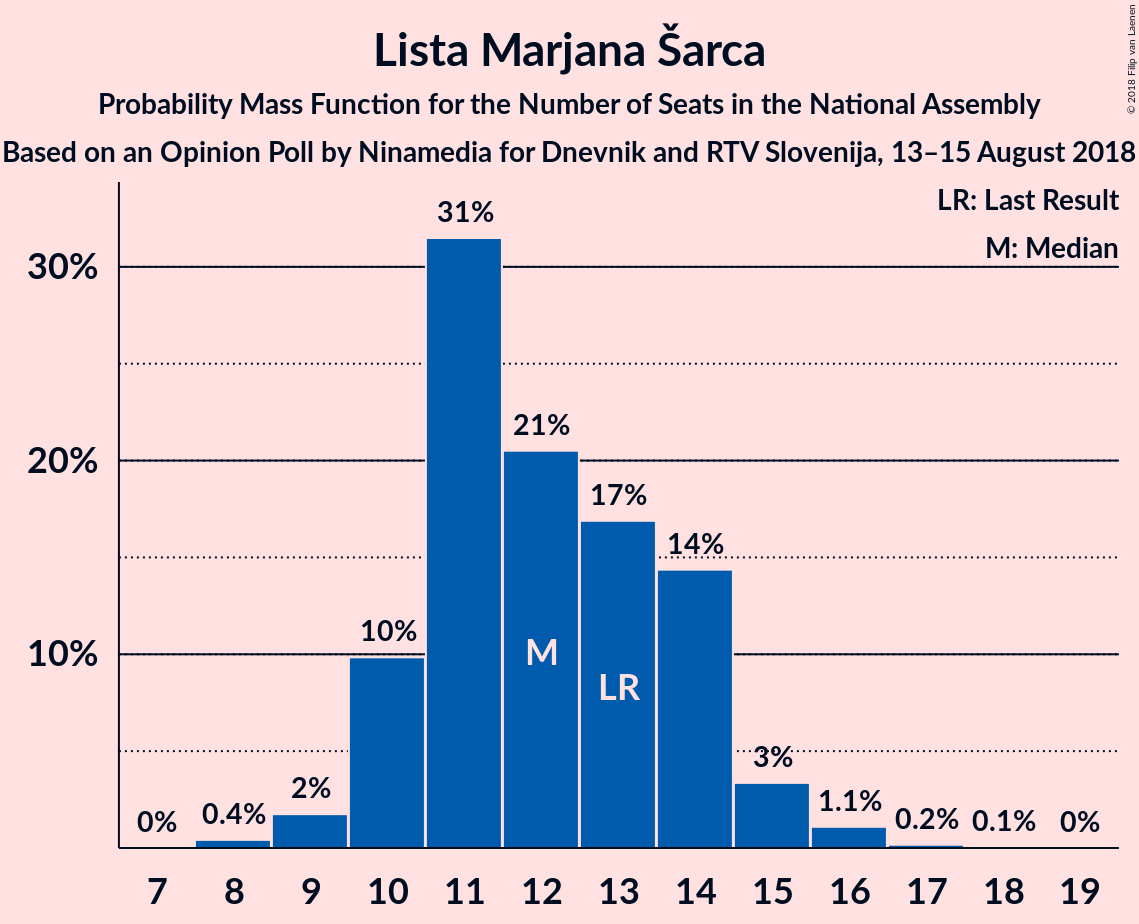 Lista Marjana Šarca
Probability Mass Function for the Number of Seats in the National Assembly
Based on an Opinion Poll by Ninamedia for Dnevnik and RTV Slovenija, 13–15 August 2018
© 2018 Filip van Laenen
LR: Last Result
M: Median
30%
20%
10%
0%
0.4%
2%
10%
31%
21%
17%
14%
3%
1.1%
0.2%
0.1%
0%
M
LR
7 8 9 10 11 12 13 14 15 16 17 18 19